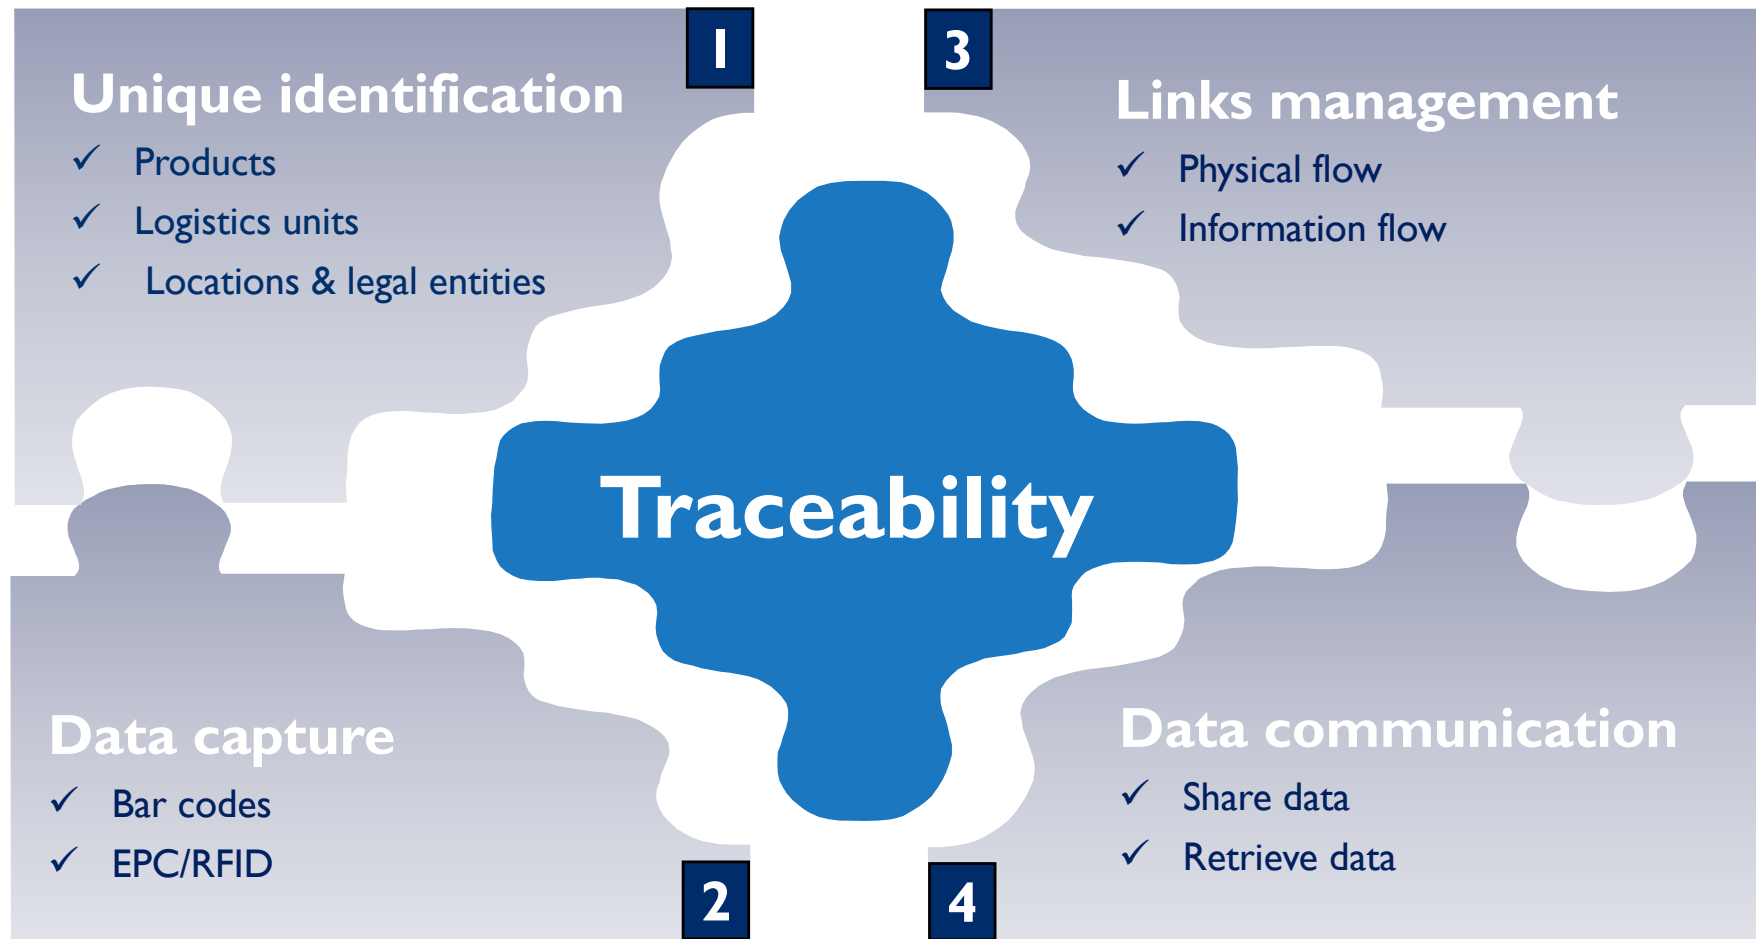 1
Unique identification
✓ Products
✓ Logistics units
✓ Locations & legal entities
3
Links management
✓ Physical flow
✓ Information flow
Traceability
Data capture
✓ Bar codes
✓ EPC/RFID
2
Data communication
✓ Share data
✓ Retrieve data
4